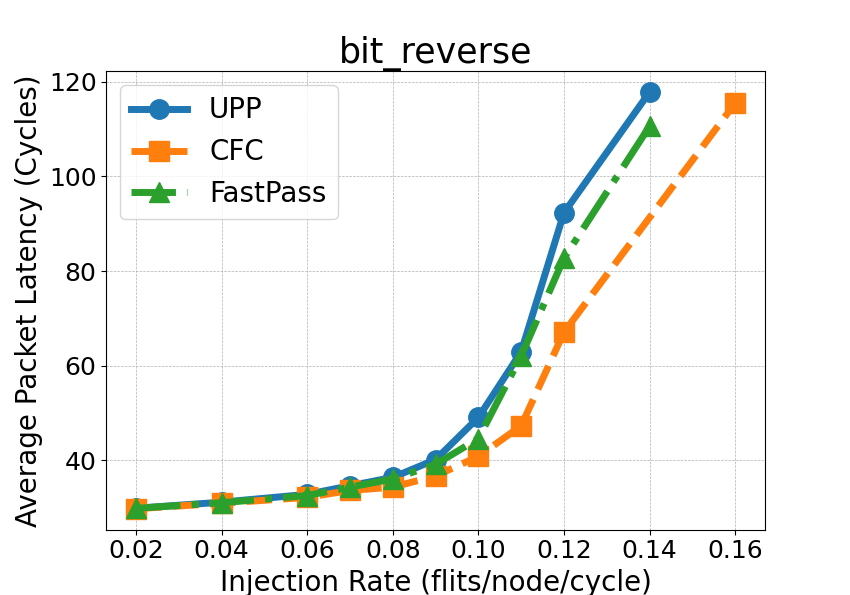 bit_reverse
Average Packet Latency (Cycles)
120
100
80
60
40
UPP
CFC
FastPass
0.02 0.04 0.06 0.08 0.10 0.12 0.14 0.16
Injection Rate (flits/node/cycle)